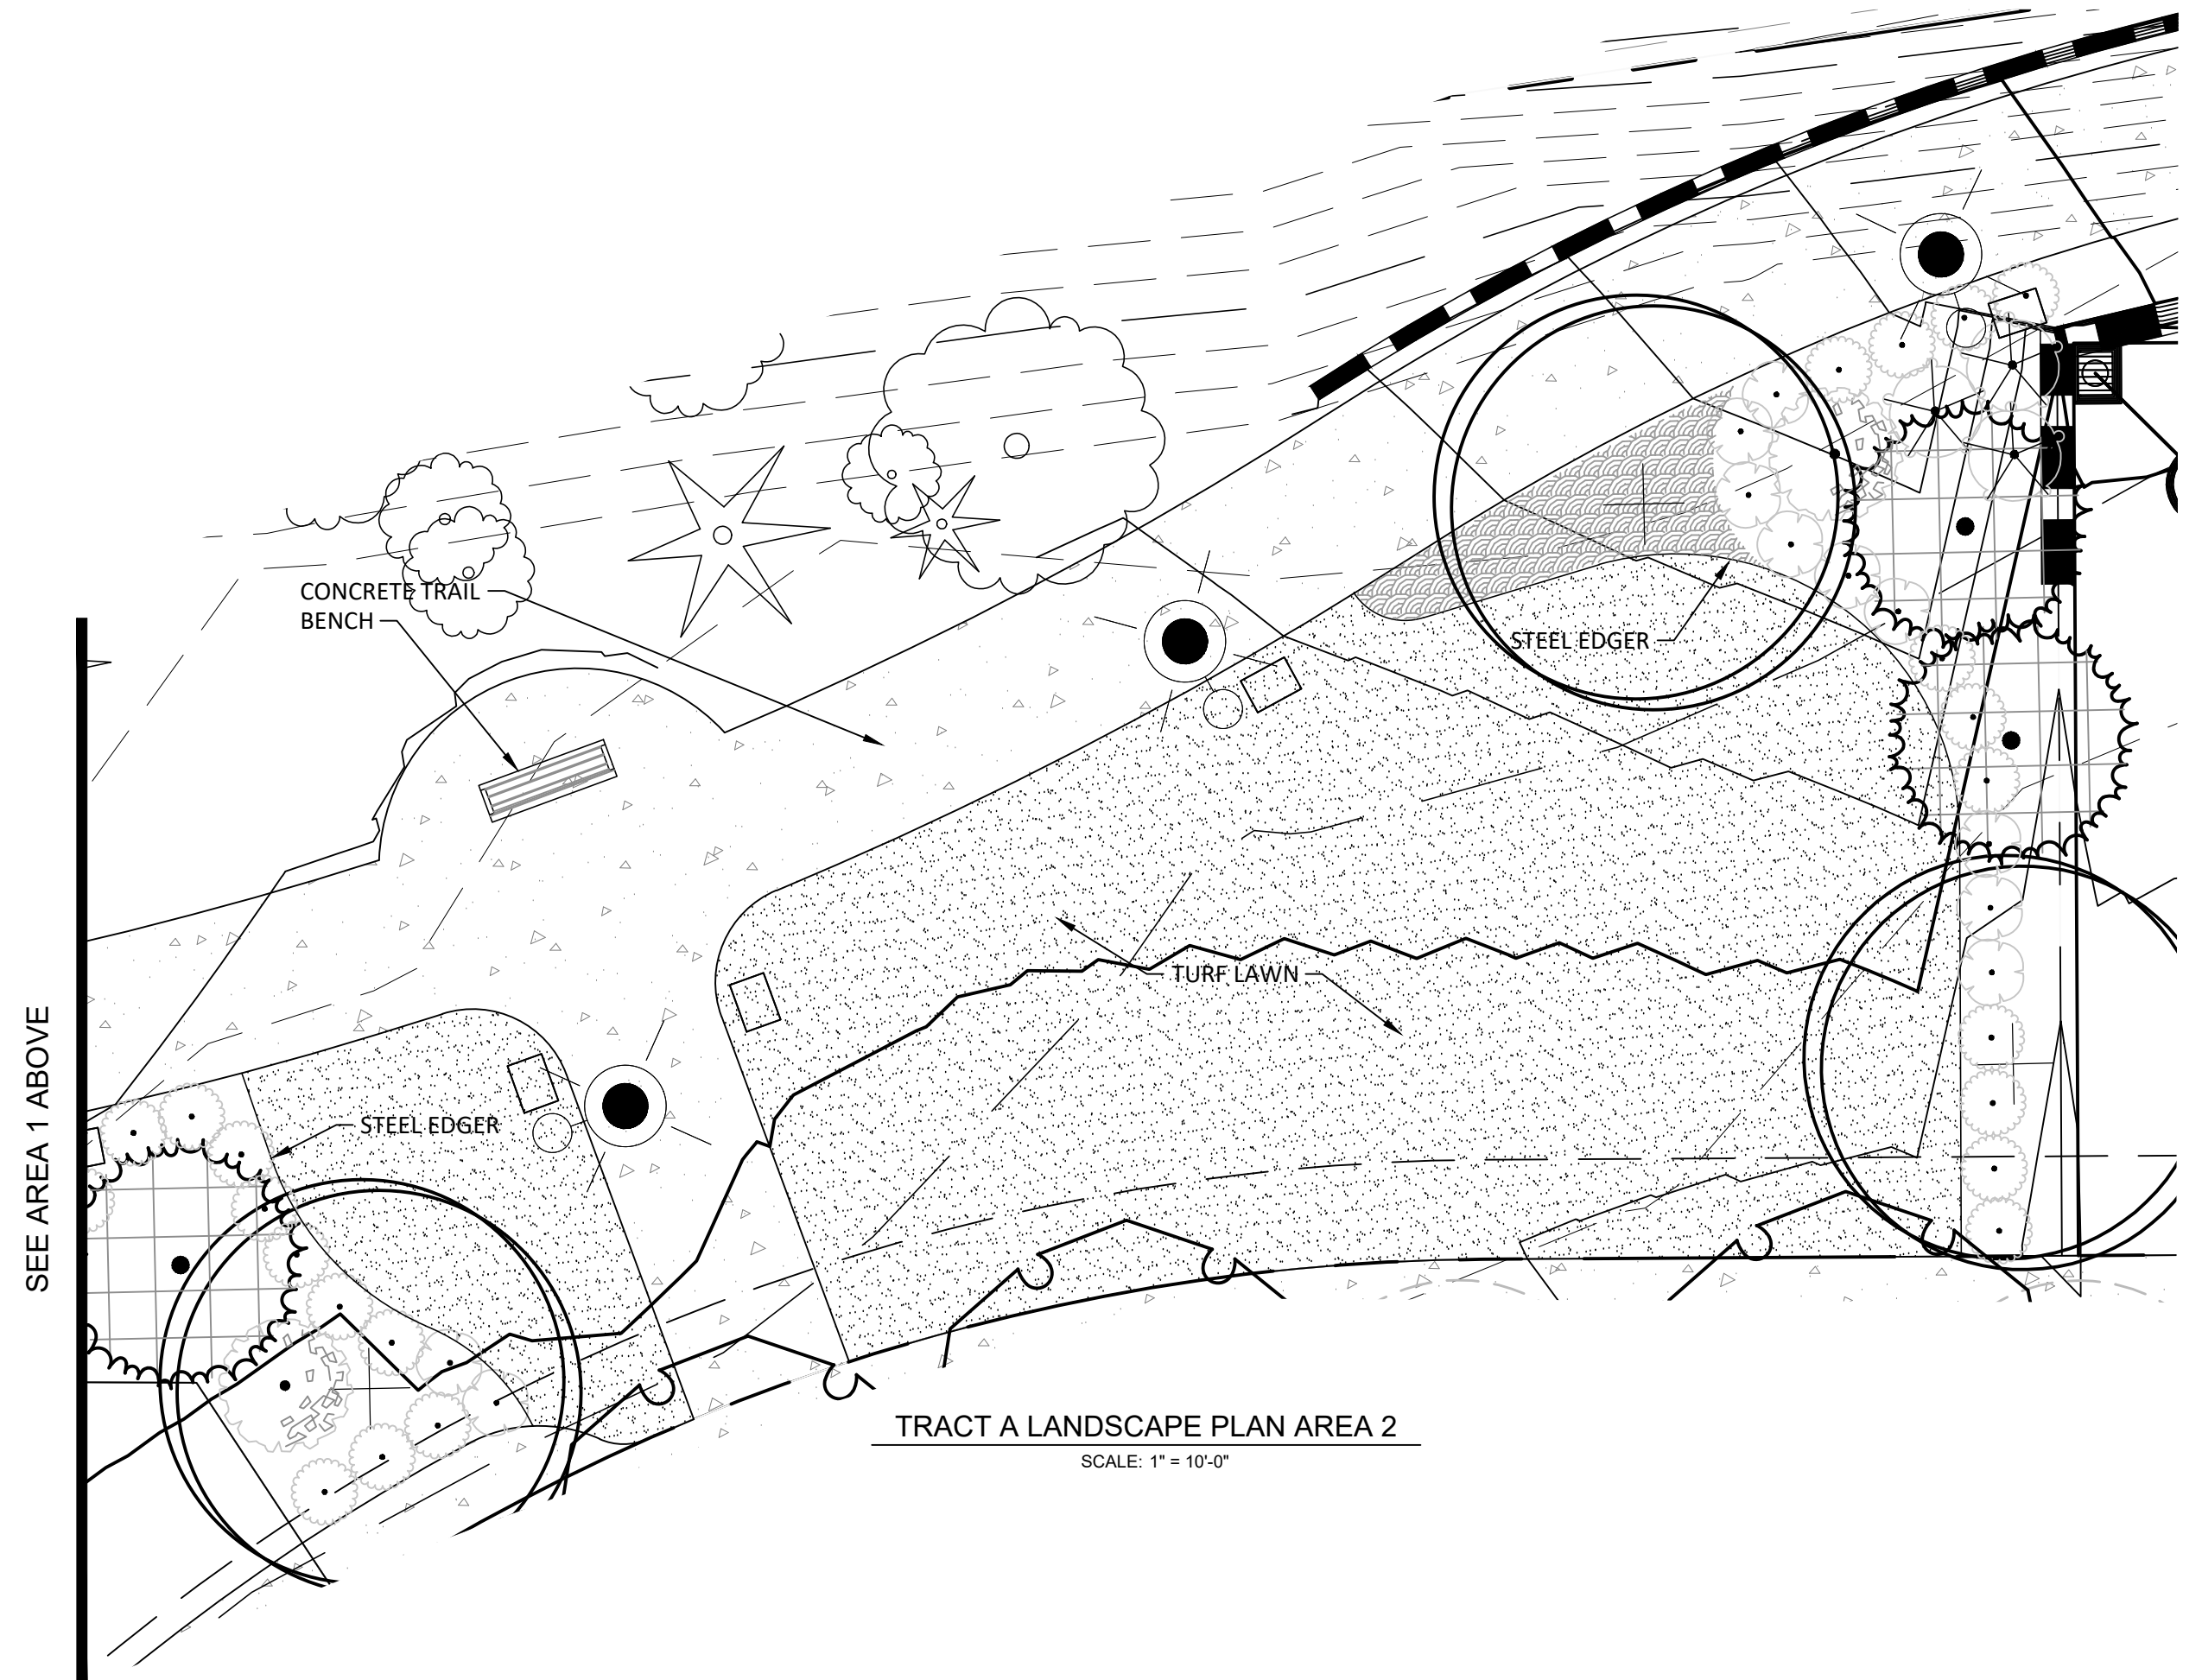 CONCRETE TRAIL
BENCH
STEEL EDGER
TURF LAWN
STEEL EDGER
SEE AREA 1 ABOVE
TRACT A LANDSCAPE PLAN AREA 2
SCALE: 1" = 10'-0"